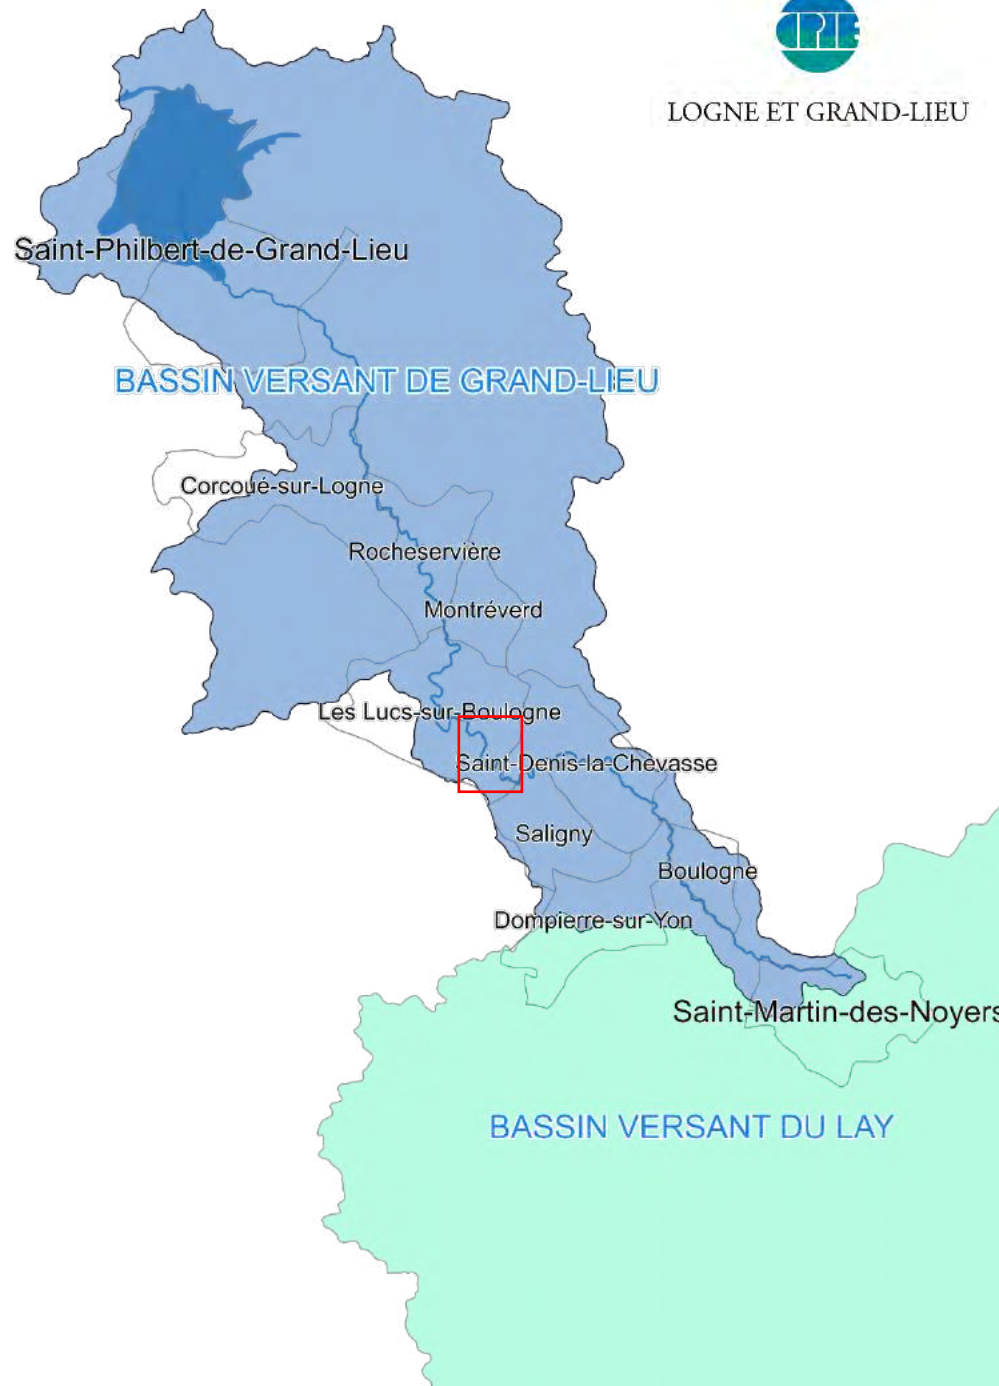 CPIE
LOGNE ET GRAND-LIEU
Saint-Philbert-de-Grand-Lieu
BASSIN VERSANT DE GRAND-LIEU
Corcoué-sur-Logne
Rocheservière
Montréverd
Les Lucs-sur-Boulogne
Saint-Denis-la-Chevasse
Saligny
Boulogne
Dompierre-sur-Yon
Saint-Martin-des-Noyers
BASSIN VERSANT DU LAY